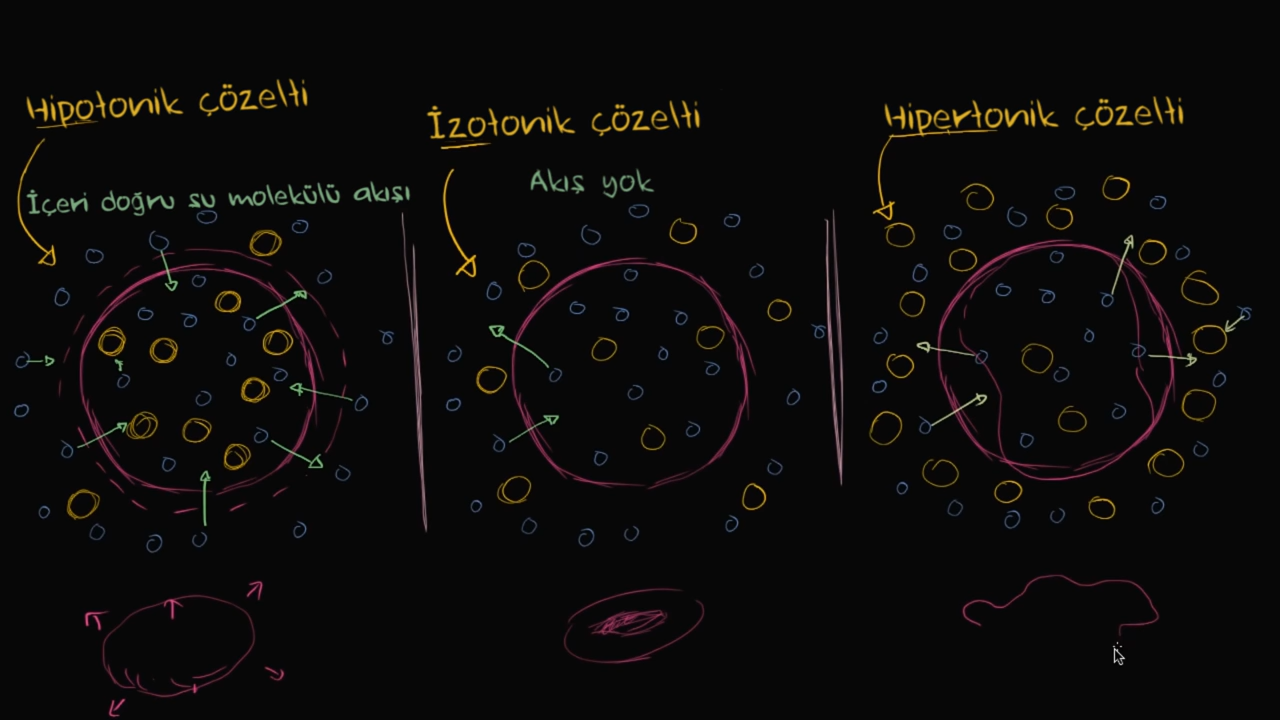 Hipotonik çözelti
İçeri doğru su molekülü akışı
İzotonik çözelti
Akış yok
Hipertonik çözelti